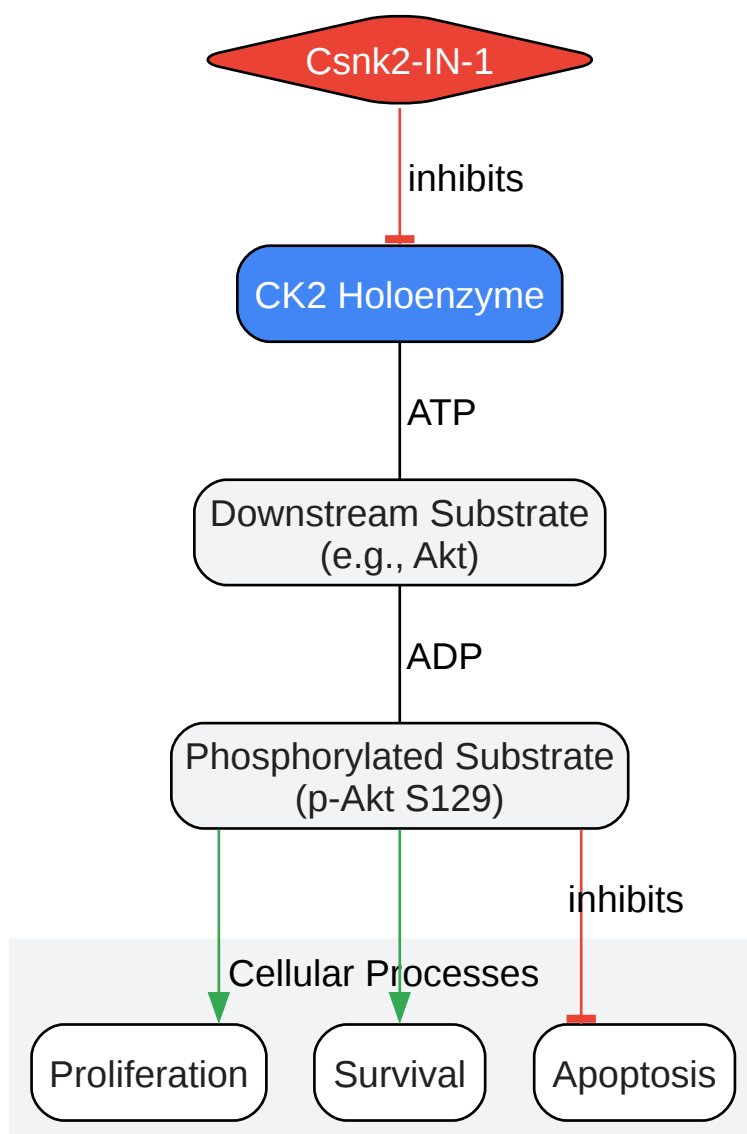 Csnk2-IN-1
inhibits
CK2 Holoenzyme
ATP
Downstream Substrate
(e.g., Akt)
ADP
Phosphorylated Substrate
(p-Akt S129)
inhibits
Cellular Processes
Proliferation
Survival
Apoptosis